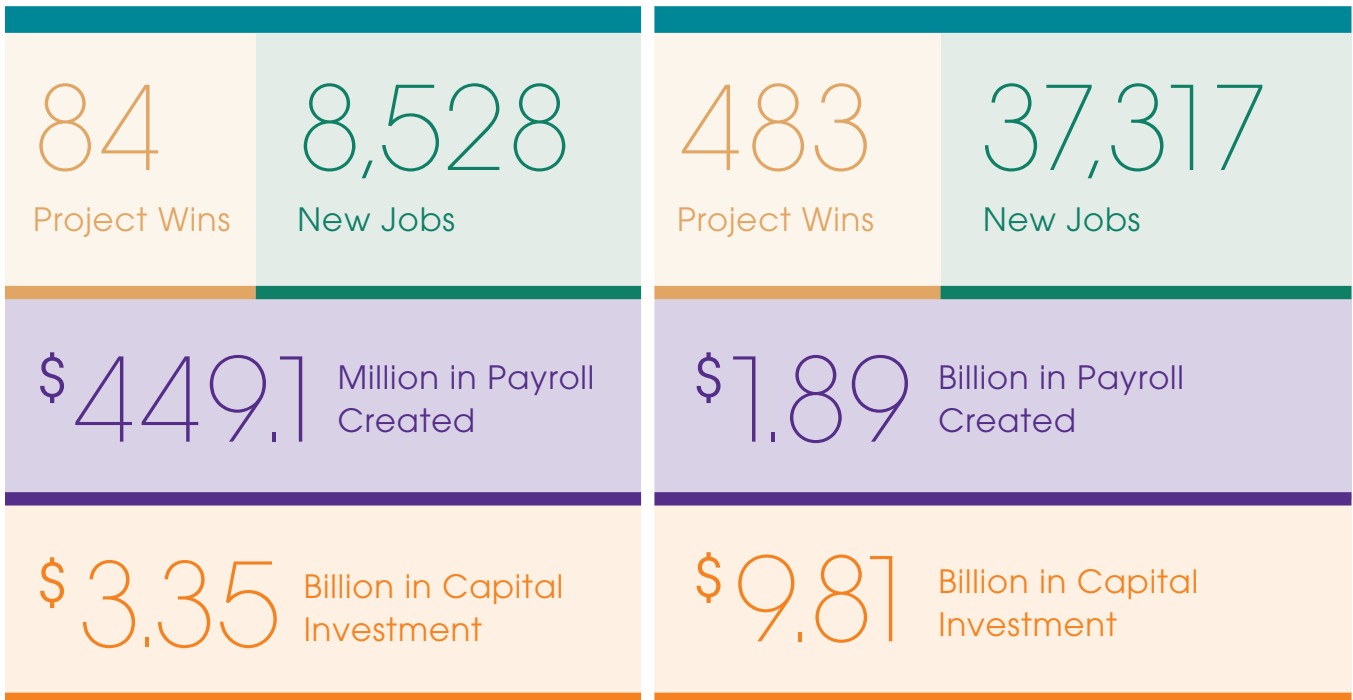 84
Project Wins
8,528
New Jobs
$449.1
Million in Payroll
Created
$3.35
Billion in Capital
Investment
483
Project Wins
37,317
New Jobs
$1.89
Billion in Payroll
Created
$9.81
Billion in Capital
Investment